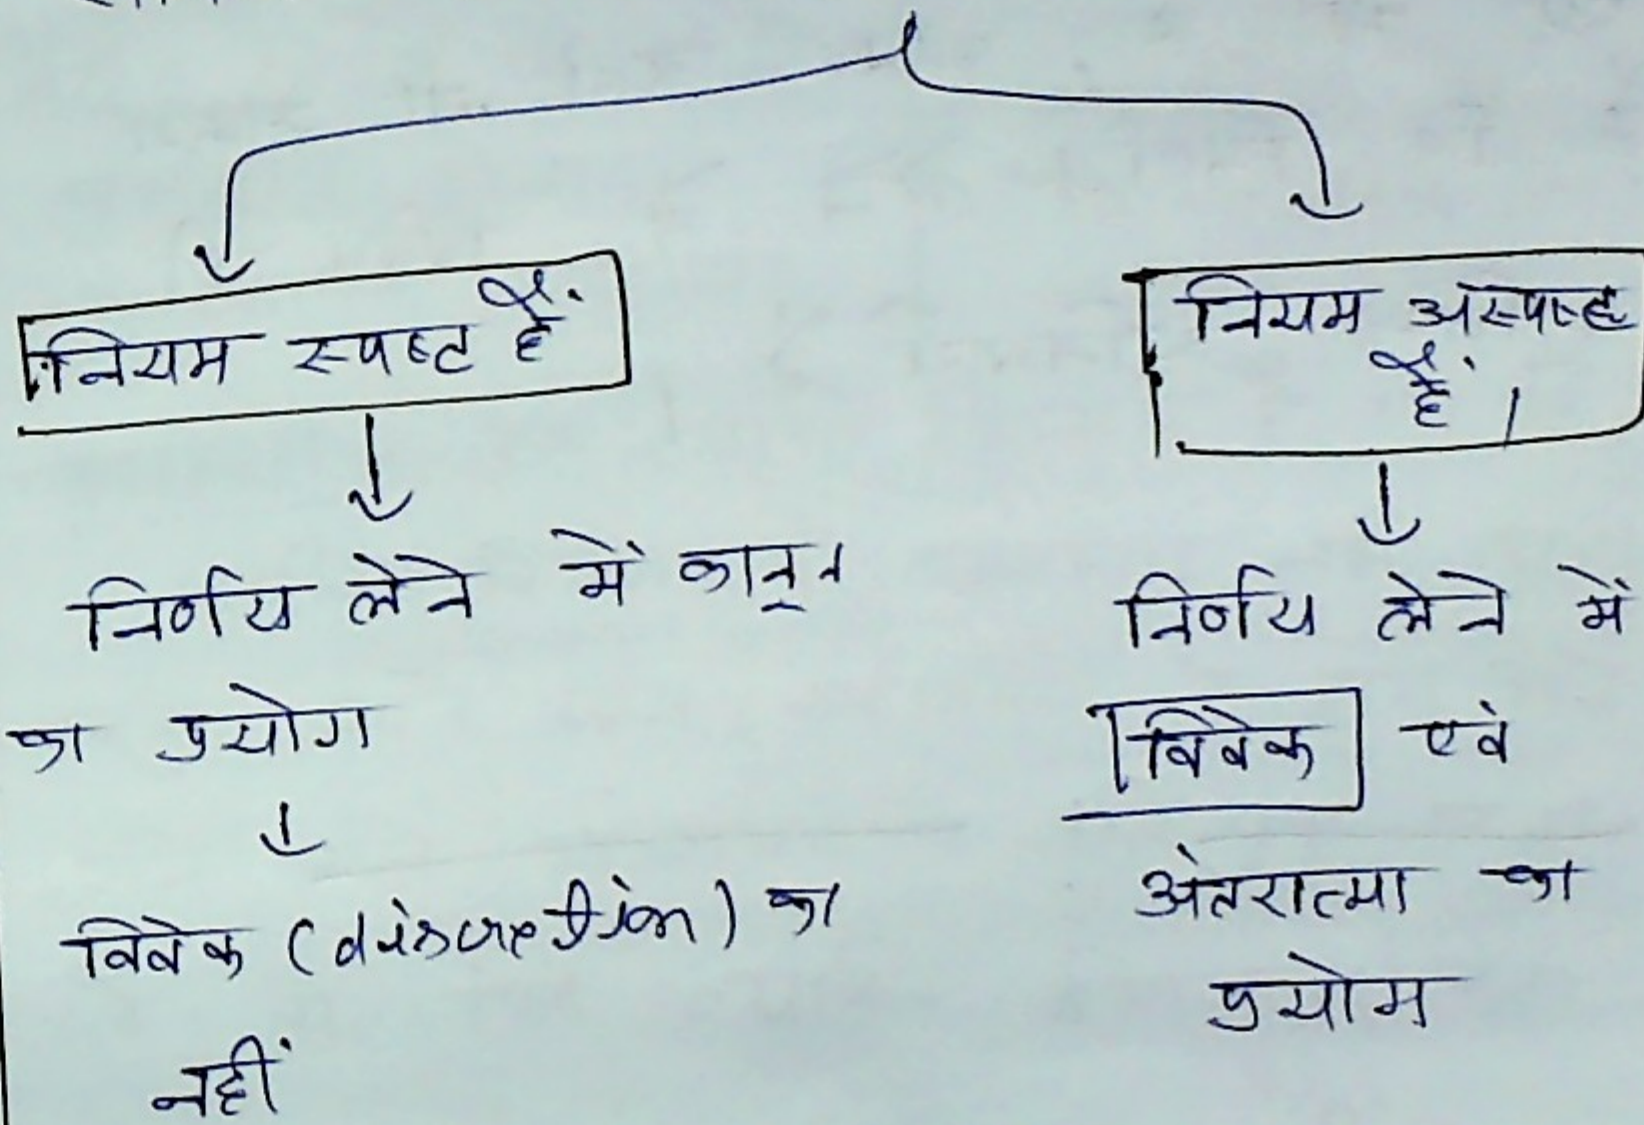 नियम स्पष्ट हैं.
निर्णय लेने में कानून
का प्रयोग
विवेक (discretion) का
नहीं
नियम अस्पष्ट
हैं।
निर्णय लेने में
विवेक एवं
अंतरात्मा का
प्रयोग